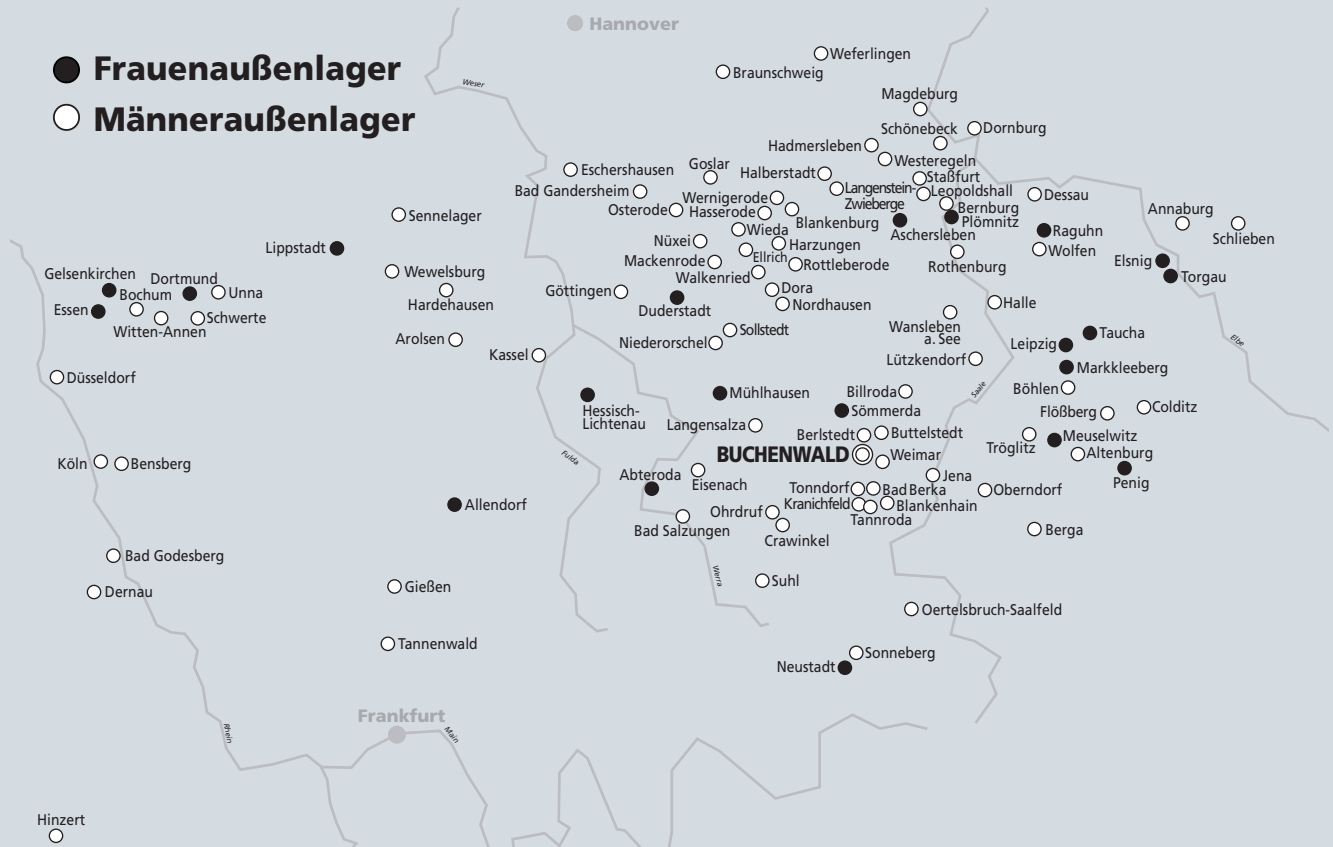 Hannover
Frauenaußenlager
Männeraußenlager
Weser
Weferlingen
Braunschweig
Magdeburg
Schönebeck
Dornburg
Hadmersleben
Westeregeln
Eschershausen
Goslar
Halberstadt
Staßfurt
Bad Gandersheim
Langenstein-
Zwieberge
Leopoldshall
Wernigerode
Dessau
Osterode
Hasserode
Blankenburg
Bernburg
Plömnitz
Annaburg
Schlieben
Sennelager
Wieda
Aschersleben
Raguhn
Lippstadt
Nüxei
Harzungen
Wolfen
Mackenrode
Ellrich
Rottleberode
Rothenburg
Elsnig
Torgau
Walkenried
Gelsenkirchen
Dortmund
Wewelsburg
Bochum
Unna
Hardehausen
Göttingen
Dora
Nordhausen
Halle
Essen
Schwerte
Duderstadt
Witten-Annen
Sollstedt
Wansleben
a. See
Taucha
Elbe
Arolsen
Niederorschel
Leipzig
Kassel
Lützkendorf
Markkleeberg
Düsseldorf
Mühlhausen
Billroda
Saale
Böhlen
Hessisch-
Lichtenau
Sömmerda
Flößberg
Colditz
Langensalza
Berlstedt
Buttelstedt
Tröglitz
Meuselwitz
BUCHENWALD
Weimar
Altenburg
Köln
Bensberg
Fulda
Abteroda
Eisenach
Jena
Penig
Tonndorf
Bad Berka
Oberndorf
Allendorf
Kranichfeld
Blankenhain
Ohrdruf
Tannroda
Bad Salzungen
Crawinkel
Berga
Bad Godesberg
Werra
Suhl
Dernau
Gießen
Oertelsbruch-Saalfeld
Tannenwald
Sonneberg
Neustadt
Frankfurt
Rhein
Main
Hinzert